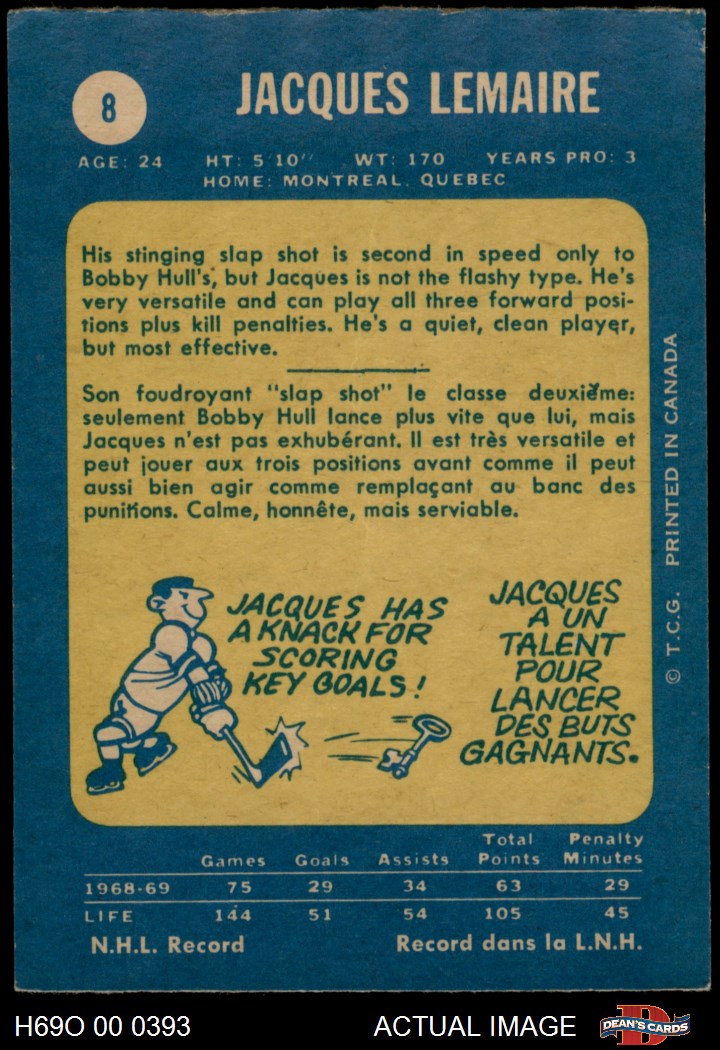 8
JACQUES LEMAIRE
AGE: 24 HT: 5'10" WT: 170 YEARS PRO: 3
HOME: MONTREAL, QUEBEC
His stinging slap shot is second in speed only to
Bobby Hull's, but Jacques is not the flashy type. He's
very versatile and can play all three forward posi-
tions plus kill penalties. He's a quiet, clean player,
but most effective.
Son foudroyant "slap shot" le classe deuxième:
seulement Bobby Hull lance plus vite que lui, mais
Jacques n'est pas exhubérant. Il est très versatile et
peut jouer aux trois positions avant comme il peut
aussi bien agir comme remplaçant au banc des
punitions. Calme, honnête, mais serviable.
JACQUES HAS
A KNACK FOR
SCORING
KEY GOALS!
JACQUES
A UN
TALENT
POUR
LANCER
DES BUTS
GAGNANTS.
© T.C.G. PRINTED IN CANADA
Games Goals Assists Total Points Penalty Minutes
1968-69 75 29 34 63 29
LIFE 144 51 54 105 45
N.H.L. Record Record dans la L.N.H.
H69O 00 0393 ACTUAL IMAGE D DEAN'S CARDS